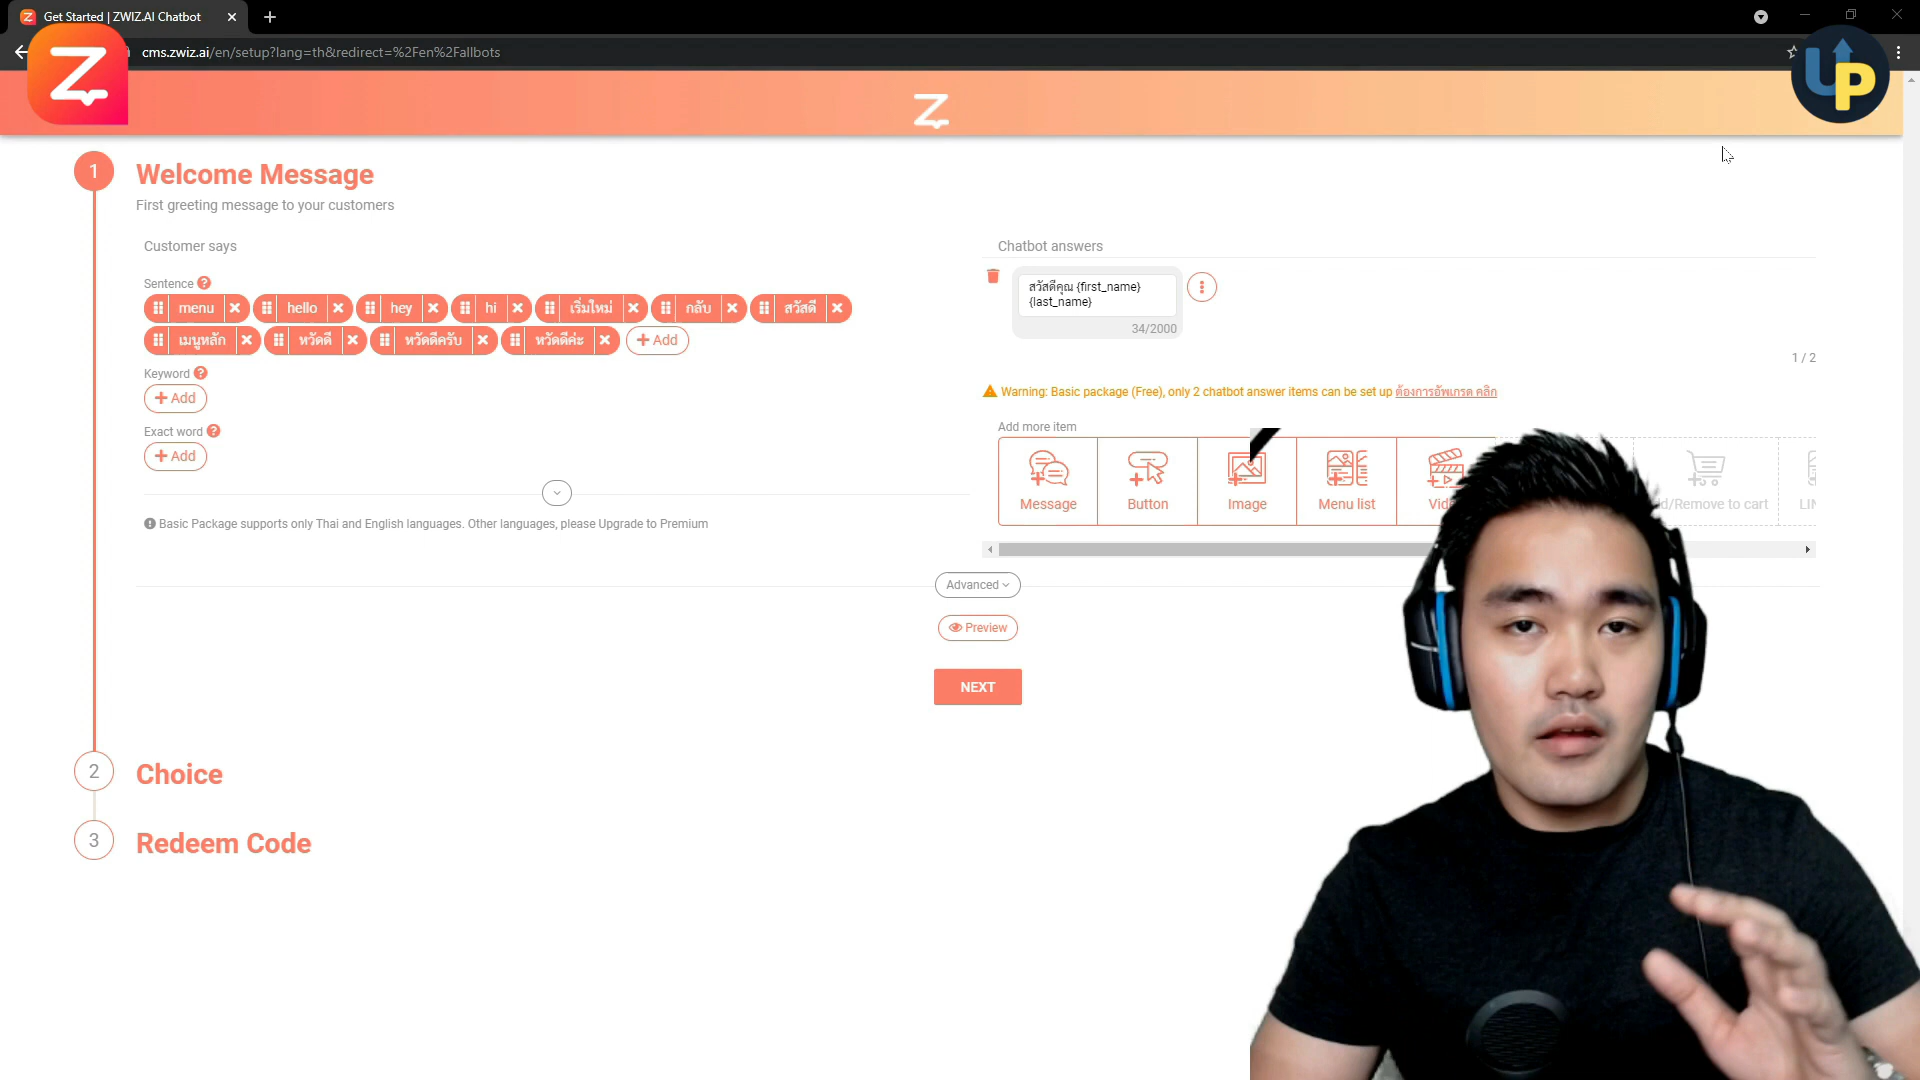 Get Started | ZWIZ.AI Chatbot
cms.zwiz.ai/en/setup?lang=th&redirect=%2Fen%2Fallbots
Z
Z
UP
1
Welcome Message
First greeting message to your customers
Customer says
Sentence
menu hello hey hi เริ่มใหม่ กลับ สวัสดี
เมนูหลัก หวัดดี หวัดดีครับ หวัดดีค่ะ + Add
Keyword
+ Add
Exact word
+ Add
Basic Package supports only Thai and English languages. Other languages, please Upgrade to Premium
Chatbot answers
สวัสดีคุณ {first_name}
{last_name}
34/2000
1 / 2
Warning: Basic package (Free), only 2 chatbot answer items can be set up ต้องการอัพเกรด คลิก
Add more item
Message Button Image Menu list d/Remove to cart
Advanced
Preview
NEXT
2
Choice
3
Redeem Code